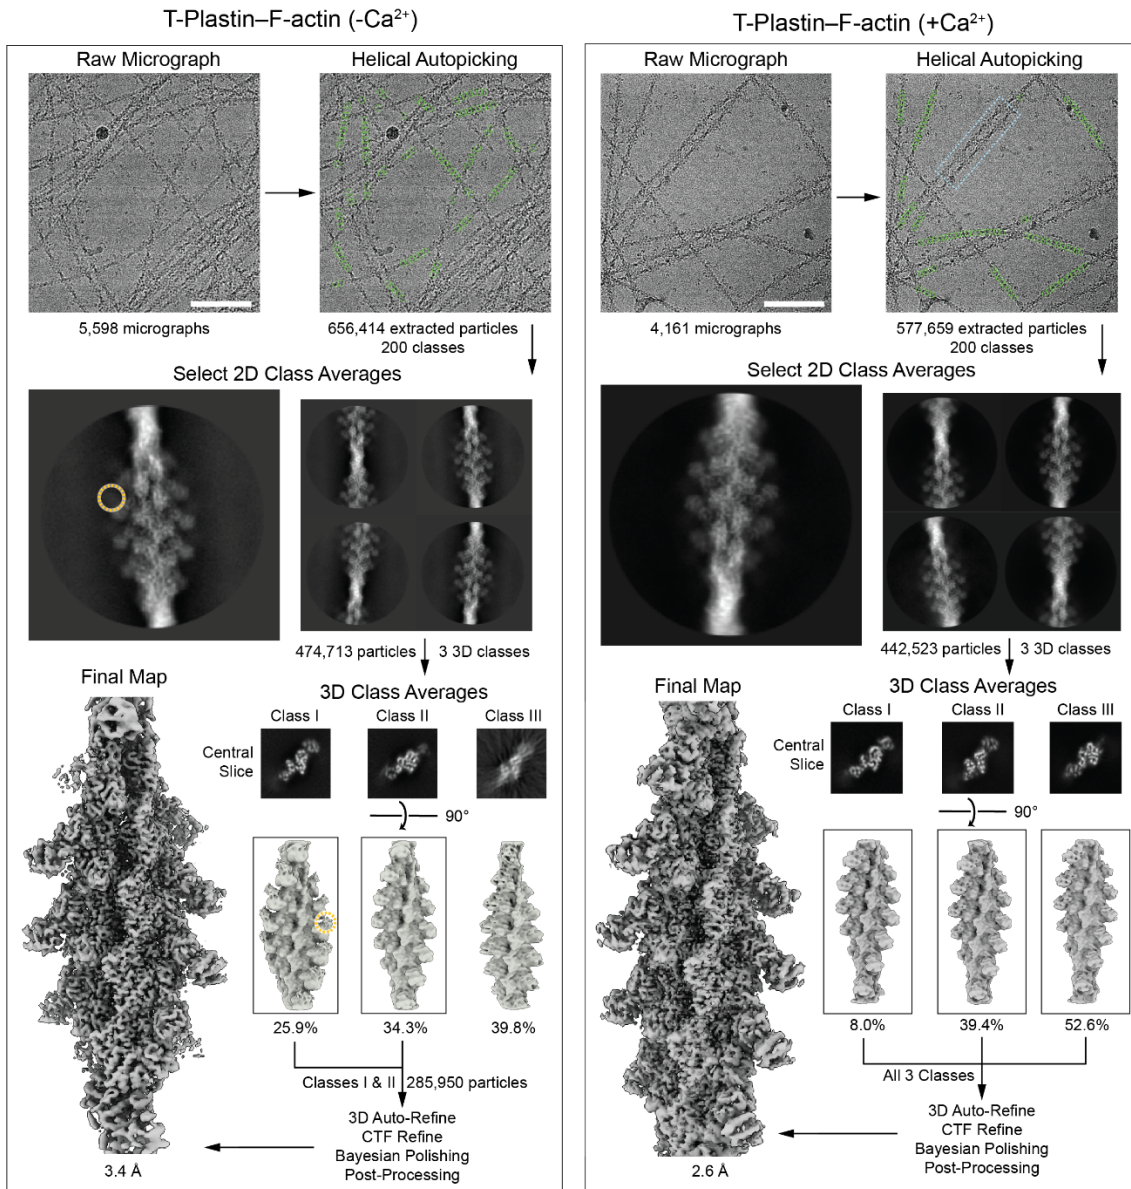 T-Plastin–F-actin (-Ca²⁺)
Raw Micrograph
Helical Autopicking
5,598 micrographs
656,414 extracted particles
200 classes
Select 2D Class Averages
474,713 particles
3 3D classes
Final Map
3D Class Averages
Class I
Class II
Class III
Central
Slice
90°
25.9%
34.3%
39.8%
Classes I & II
285,950 particles
3D Auto-Refine
CTF Refine
Bayesian Polishing
Post-Processing
3.4 Å
T-Plastin–F-actin (+Ca²⁺)
Raw Micrograph
Helical Autopicking
4,161 micrographs
577,659 extracted particles
200 classes
Select 2D Class Averages
442,523 particles
3 3D classes
Final Map
3D Class Averages
Class I
Class II
Class III
Central
Slice
90°
8.0%
39.4%
52.6%
All 3 Classes
3D Auto-Refine
CTF Refine
Bayesian Polishing
Post-Processing
2.6 Å